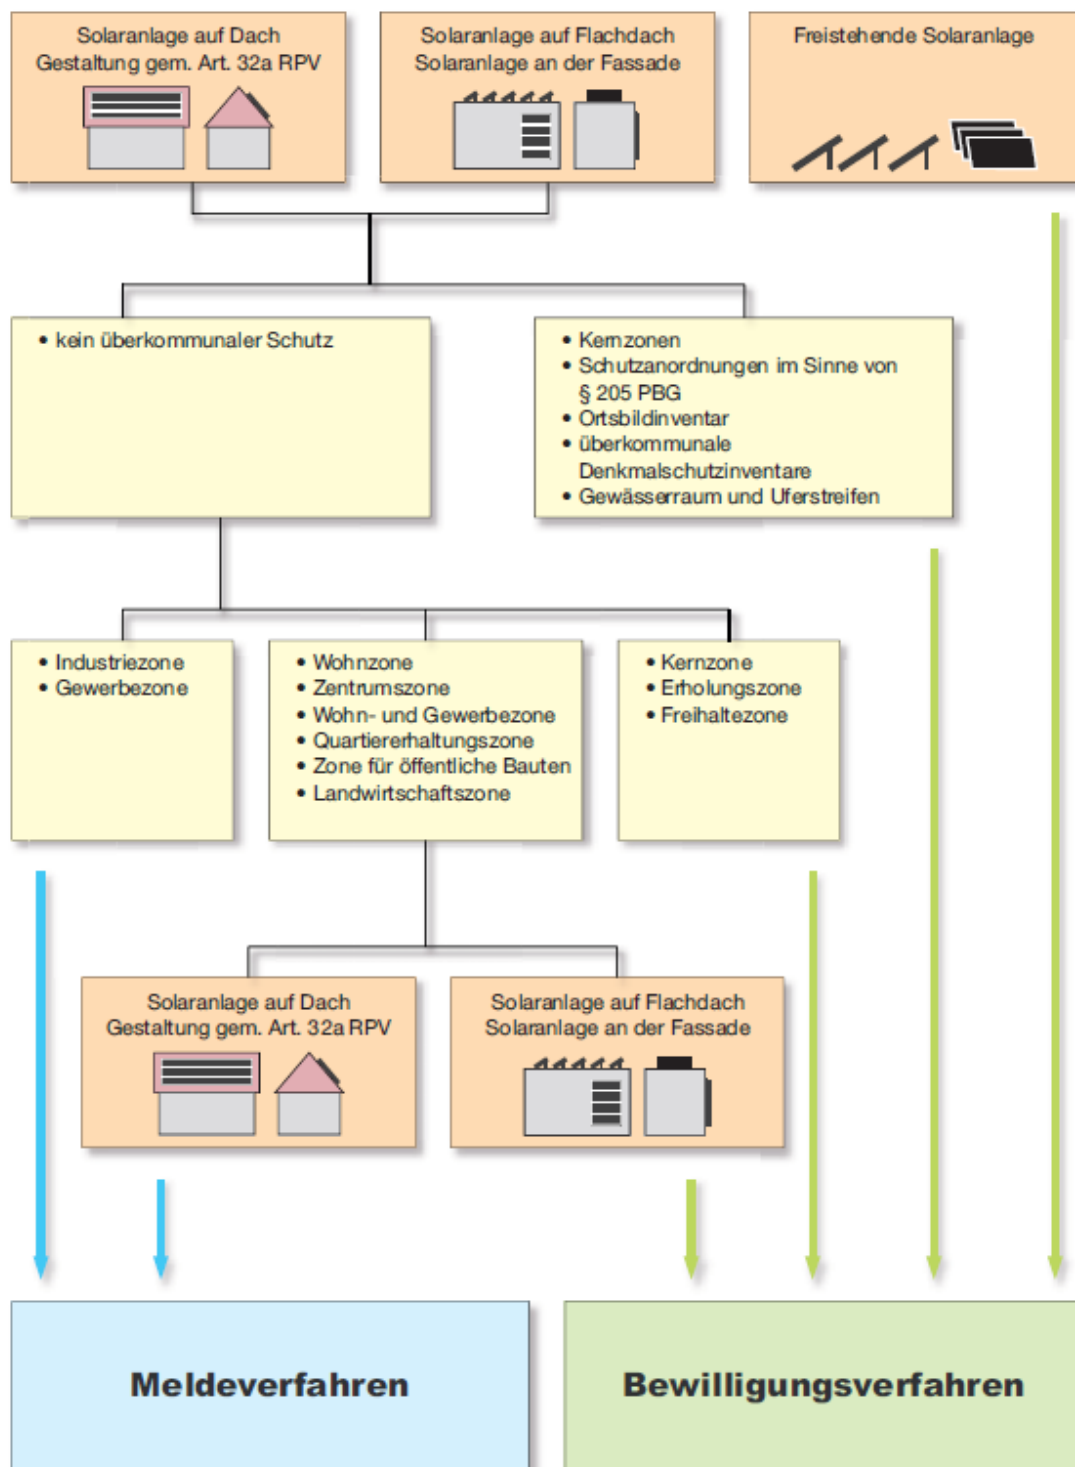 Solaranlage auf Dach
Gestaltung gem. Art. 32a RPV
Solaranlage auf Flachdach
Solaranlage an der Fassade
Freistehende Solaranlage
• kein überkommunaler Schutz
• Kernzonen
• Schutzanordnungen im Sinne von
§ 205 PBG
• Ortsbildinventar
• überkommunale
Denkmalschutzinventare
• Gewässerraum und Uferstreifen
• Industriezone
• Gewerbezone
• Wohnzone
• Zentrumszone
• Wohn- und Gewerbezone
• Quartiererhaltungszone
• Zone für öffentliche Bauten
• Landwirtschaftszone
• Kernzone
• Erholungszone
• Freihaltezone
Solaranlage auf Dach
Gestaltung gem. Art. 32a RPV
Solaranlage auf Flachdach
Solaranlage an der Fassade
Meldeverfahren
Bewilligungsverfahren